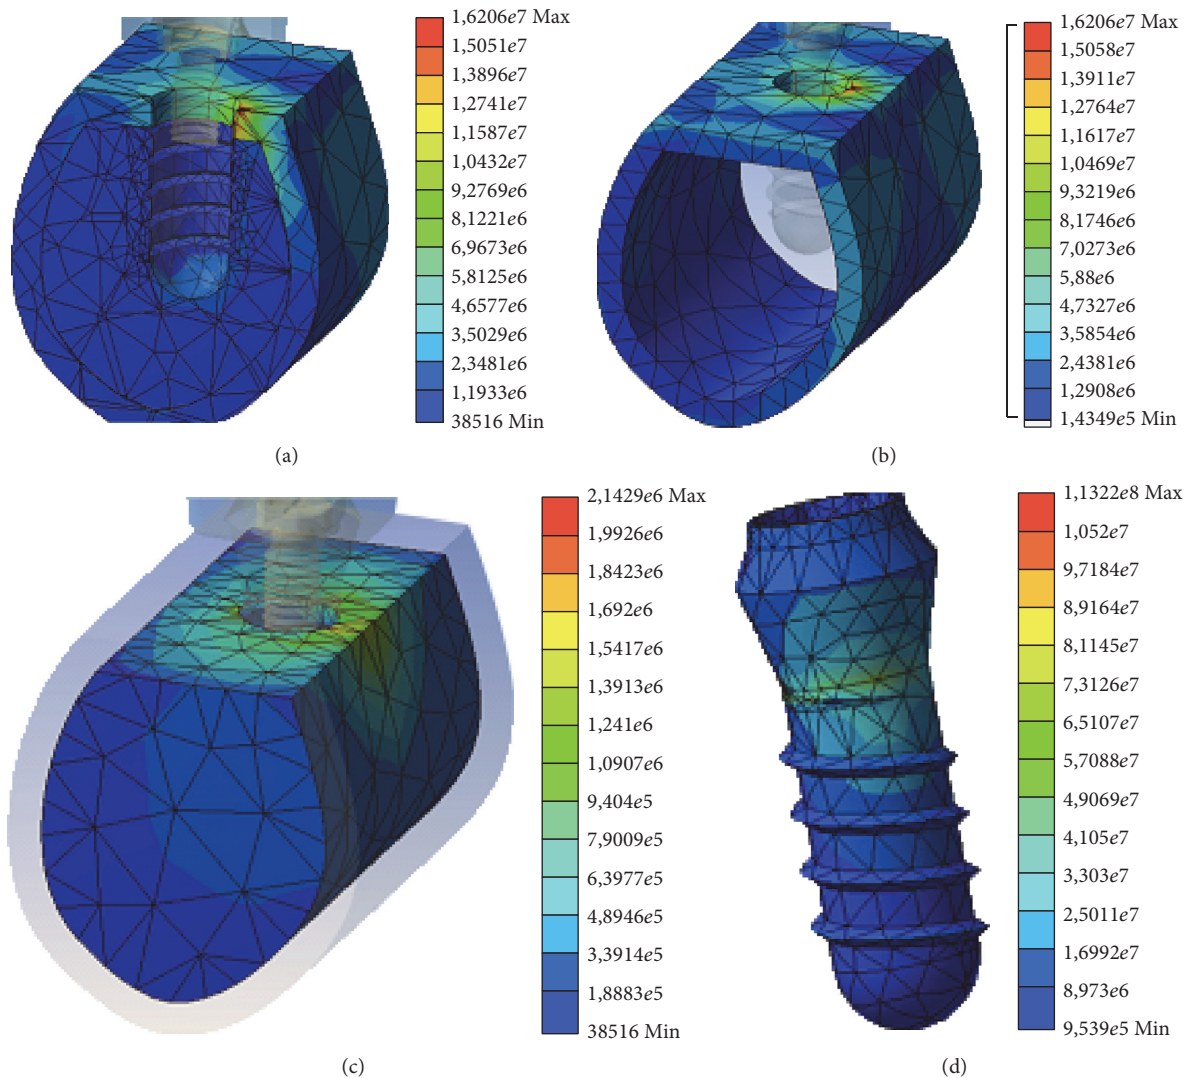 1,6206e7 Max
1,5051e7
1,3896e7
1,2741e7
1,1587e7
1,0432e7
9,2769e6
8,1221e6
6,9673e6
5,8125e6
4,6577e6
3,5029e6
2,3481e6
1,1933e6
38516 Min
(a)
1,6206e7 Max
1,5058e7
1,3911e7
1,2764e7
1,1617e7
1,0469e7
9,3219e6
8,1746e6
7,0273e6
5,88e6
4,7327e6
3,5854e6
2,4381e6
1,2908e6
1,4349e5 Min
(b)
2,1429e6 Max
1,9926e6
1,8423e6
1,692e6
1,5417e6
1,3913e6
1,241e6
1,0907e6
9,404e5
7,9009e5
6,3977e5
4,8946e5
3,3914e5
1,8883e5
38516 Min
(c)
1,1322e8 Max
1,052e7
9,7184e7
8,9164e7
8,1145e7
7,3126e7
6,5107e7
5,7088e7
4,9069e7
4,105e7
3,303e7
2,5011e7
1,6992e7
8,973e6
9,539e5 Min
(d)